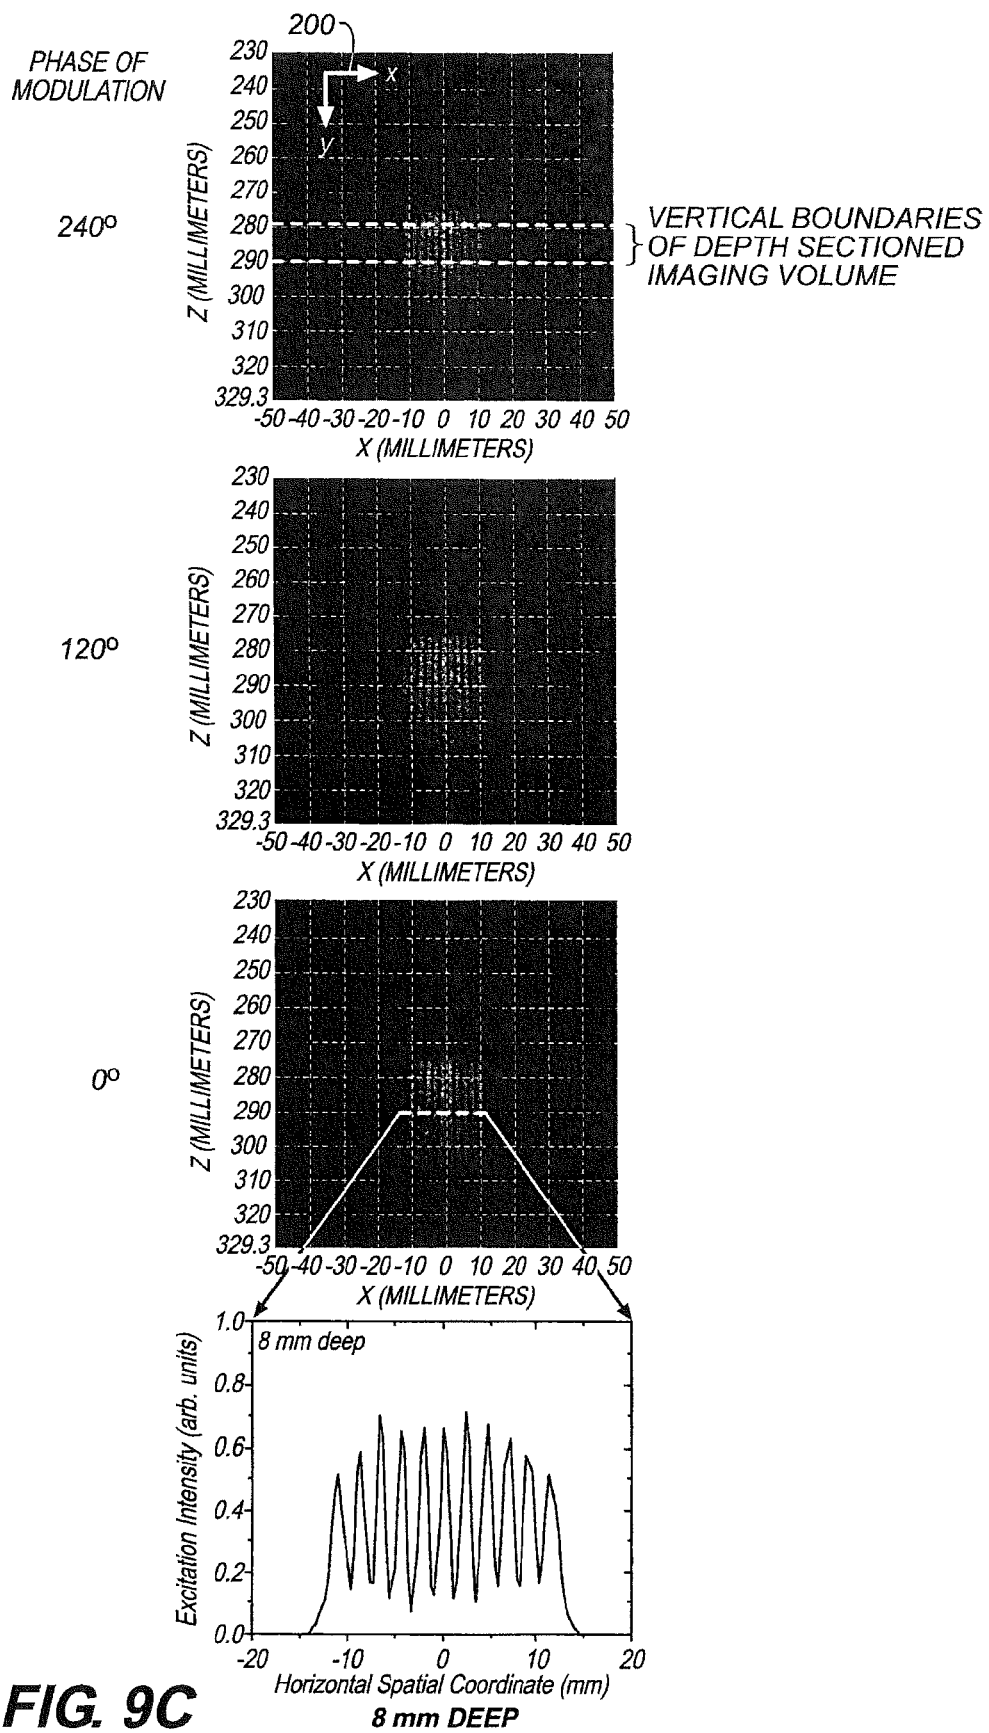 200
PHASE OF
MODULATION
230
240
250
260
270
280
290
300
310
320
329.3
Z (MILLIMETERS)
x
y
240º
VERTICAL BOUNDARIES
OF DEPTH SECTIONED
IMAGING VOLUME
-50 -40 -30 -20 -10 0 10 20 30 40 50
X (MILLIMETERS)
230
240
250
260
270
280
290
300
310
320
329.3
Z (MILLIMETERS)
120º
-50 -40 -30 -20 -10 0 10 20 30 40 50
X (MILLIMETERS)
230
240
250
260
270
280
290
300
310
320
329.3
Z (MILLIMETERS)
0º
-50 -40 -30 -20 -10 0 10 20 30 40 50
X (MILLIMETERS)
1.0
0.8
0.6
0.4
0.2
0.0
Excitation Intensity (arb. units)
8 mm deep
-20 -10 0 10 20
Horizontal Spatial Coordinate (mm)
8 mm DEEP
FIG. 9C